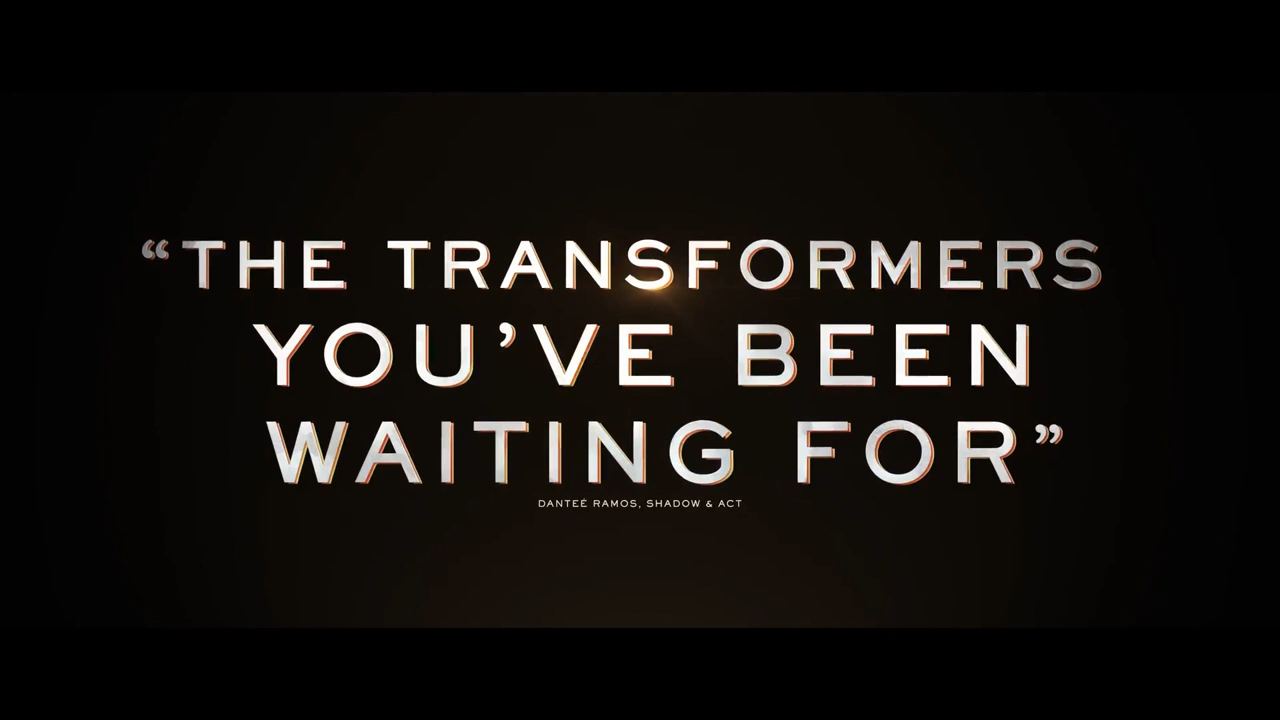 “THE TRANSFORMERS
YOU’VE BEEN
WAITING FOR”
DANTEÉ RAMOS, SHADOW & ACT